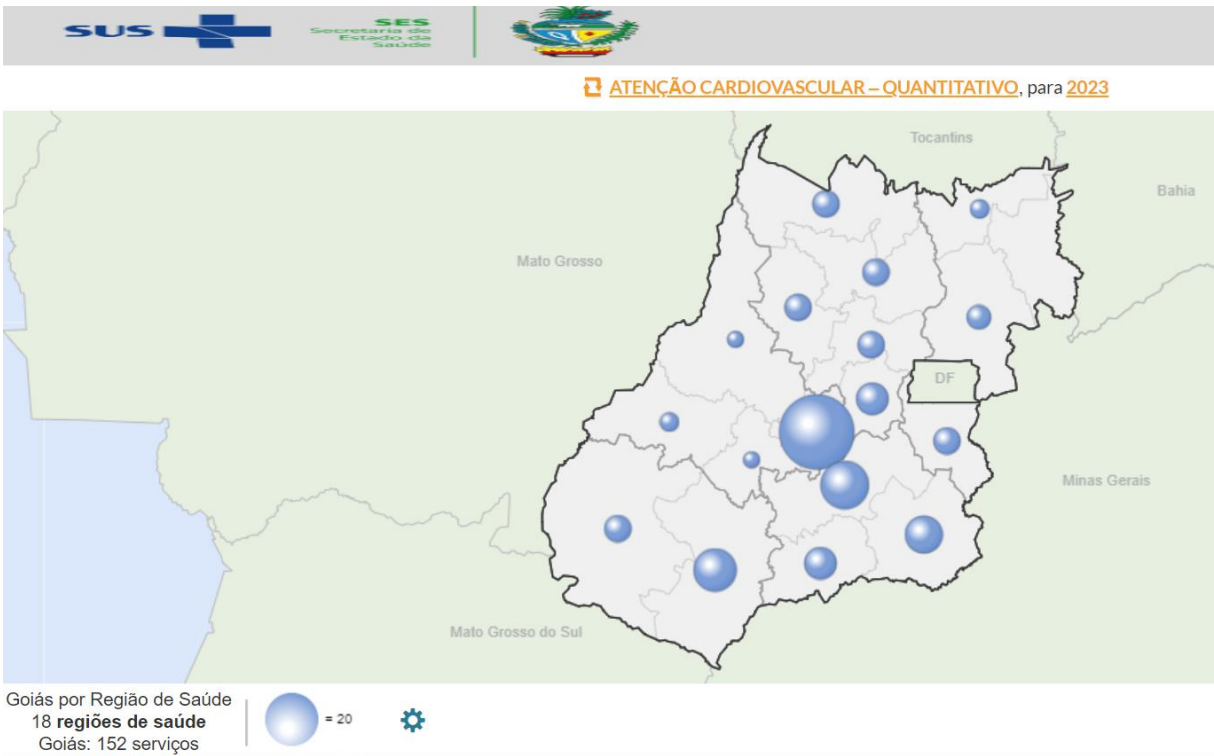 SUS
SES
Secretaria de
Estado da
Saúde
ATENÇÃO CARDIOVASCULAR – QUANTITATIVO, para 2023
Tocantins
Bahia
Mato Grosso
DF
Minas Gerais
Mato Grosso do Sul
Goiás por Região de Saúde
18 regiões de saúde
Goiás: 152 serviços
= 20